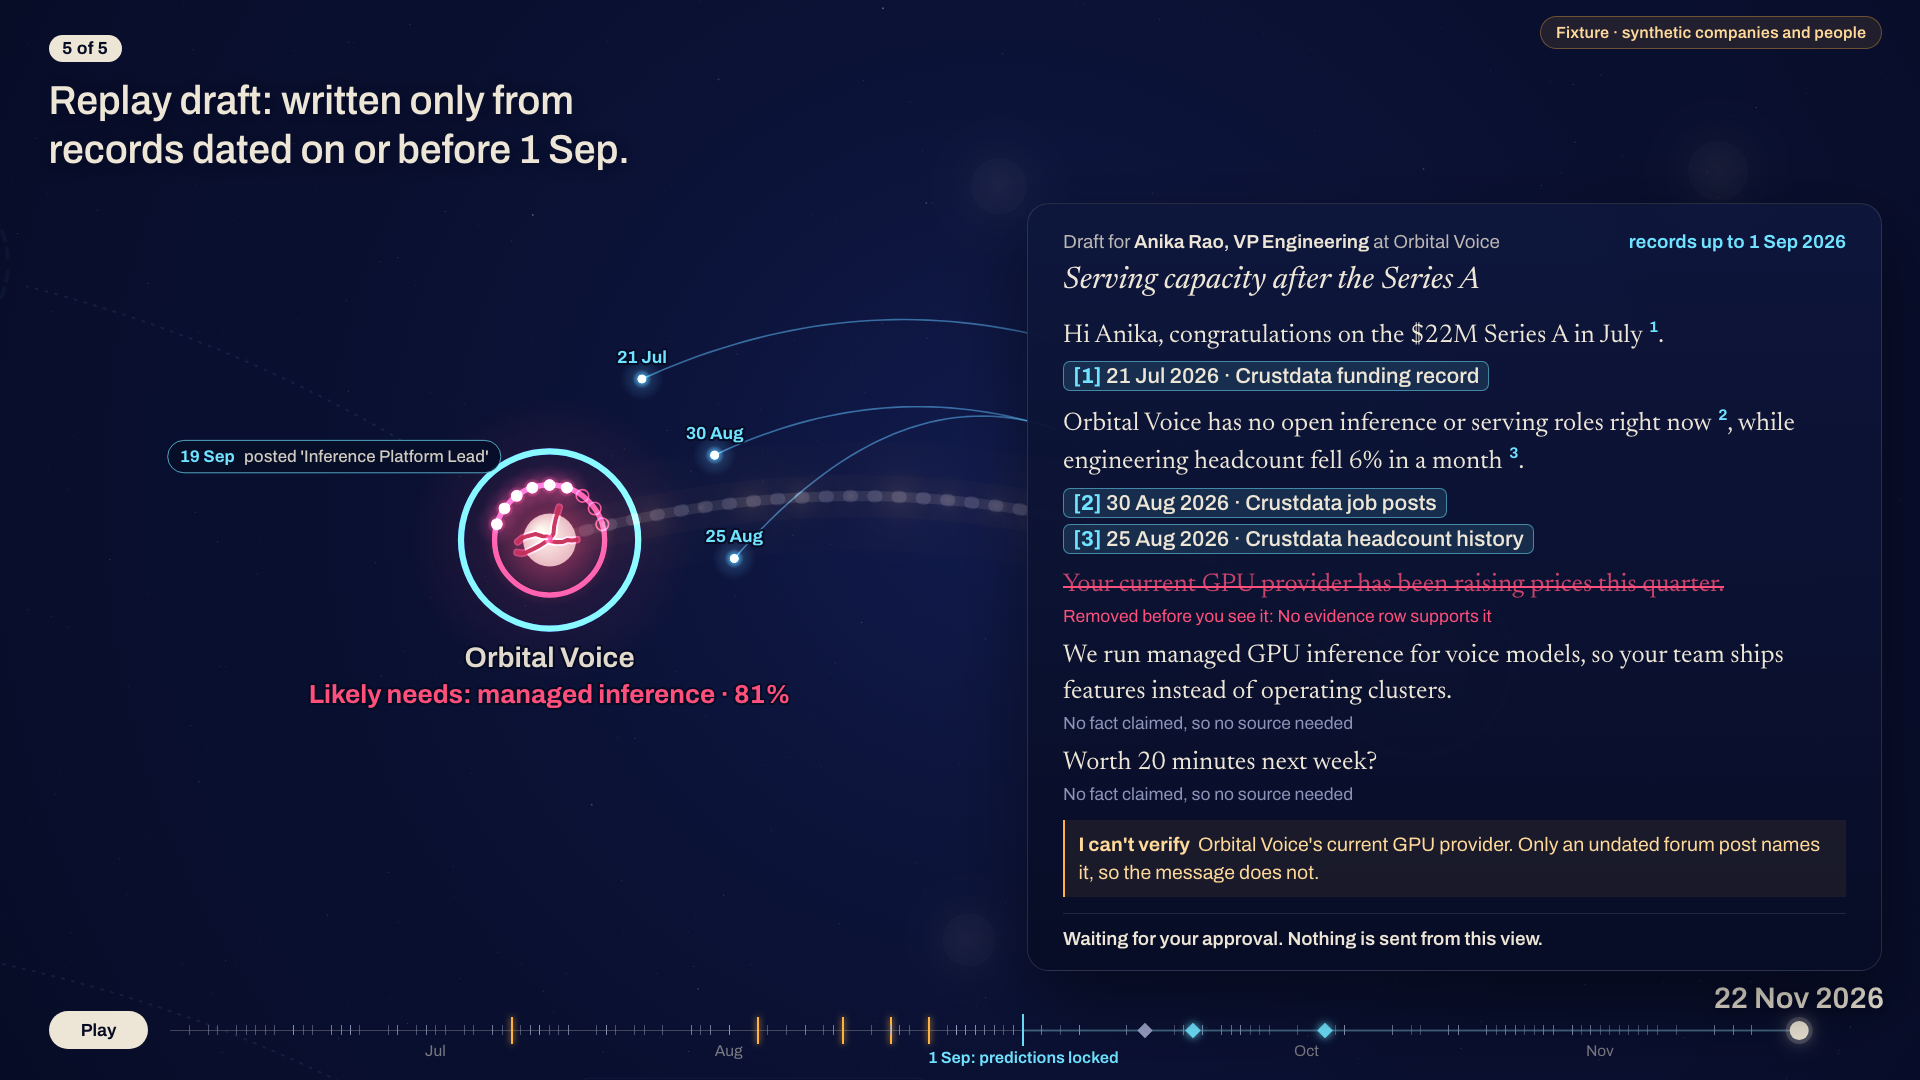 5 of 5
Fixture · synthetic companies and people
Replay draft: written only from
records dated on or before 1 Sep.
Draft for Anika Rao, VP Engineering at Orbital Voice
records up to 1 Sep 2026
Serving capacity after the Series A
Hi Anika, congratulations on the $22M Series A in July 1.
[1] 21 Jul 2026 · Crustdata funding record
Orbital Voice has no open inference or serving roles right now 2, while
engineering headcount fell 6% in a month 3.
[2] 30 Aug 2026 · Crustdata job posts
[3] 25 Aug 2026 · Crustdata headcount history
Your current GPU provider has been raising prices this quarter.
Removed before you see it: No evidence row supports it
We run managed GPU inference for voice models, so your team ships
features instead of operating clusters.
No fact claimed, so no source needed
Worth 20 minutes next week?
No fact claimed, so no source needed
I can't verify Orbital Voice's current GPU provider. Only an undated forum post names
it, so the message does not.
Waiting for your approval. Nothing is sent from this view.
21 Jul
30 Aug
19 Sep posted 'Inference Platform Lead'
25 Aug
Orbital Voice
Likely needs: managed inference · 81%
22 Nov 2026
Play
Jul
Aug
1 Sep: predictions locked
Oct
Nov